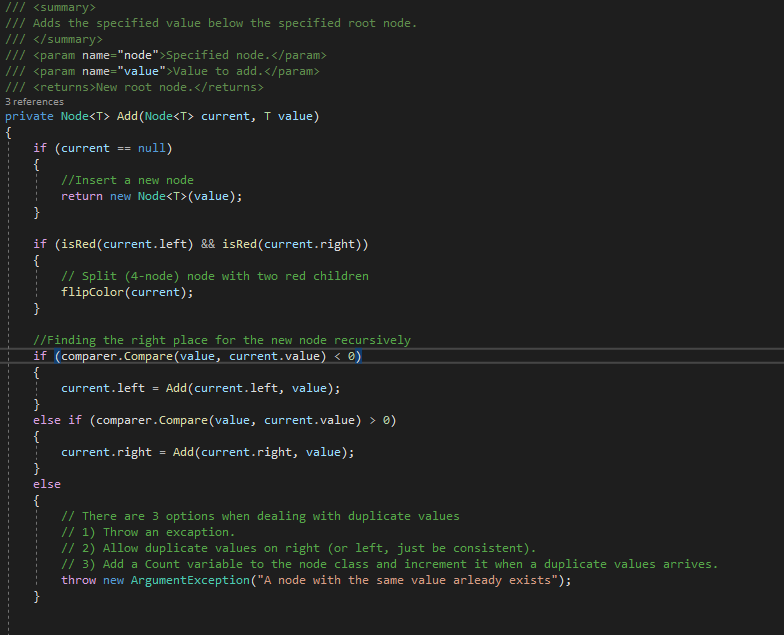 /// <summary>
/// Adds the specified value below the specified root node.
/// </summary>
/// <param name="node">Specified node.</param>
/// <param name="value">Value to add.</param>
/// <returns>New root node.</returns>
3 references
private Node<T> Add(Node<T> current, T value)
{
if (current == null)
{
//Insert a new node
return new Node<T>(value);
}
if (isRed(current.left) && isRed(current.right))
{
// Split (4-node) node with two red children
flipColor(current);
}
//Finding the right place for the new node recursively
if (comparer.Compare(value, current.value) < 0)
{
current.left = Add(current.left, value);
}
else if (comparer.Compare(value, current.value) > 0)
{
current.right = Add(current.right, value);
}
else
{
// There are 3 options when dealing with duplicate values
// 1) Throw an excaption.
// 2) Allow duplicate values on right (or left, just be consistent).
// 3) Add a Count variable to the node class and increment it when a duplicate values arrives.
throw new ArgumentException("A node with the same value arleady exists");
}